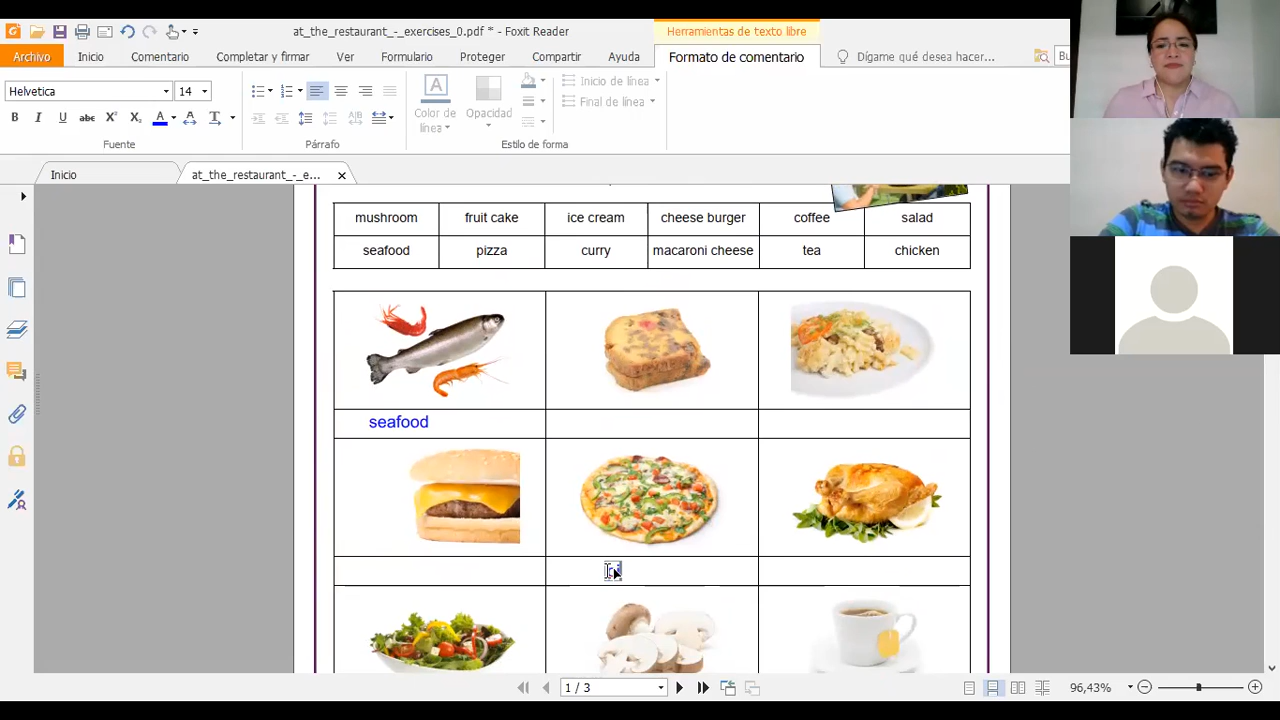 at_the_restaurant_-_exercises_0.pdf * - Foxit Reader
Herramientas de texto libre
Archivo Inicio Comentario Completar y firmar Ver Formulario Proteger Compartir Ayuda Formato de comentario Dígame qué desea hacer...
Helvetica 14
Color de línea Opacidad
Inicio de línea
Final de línea
Fuente Párrafo Estilo de forma
Inicio at_the_restaurant_-_e...
mushroom fruit cake ice cream cheese burger coffee salad
seafood pizza curry macaroni cheese tea chicken
seafood
1 / 3 96,43%